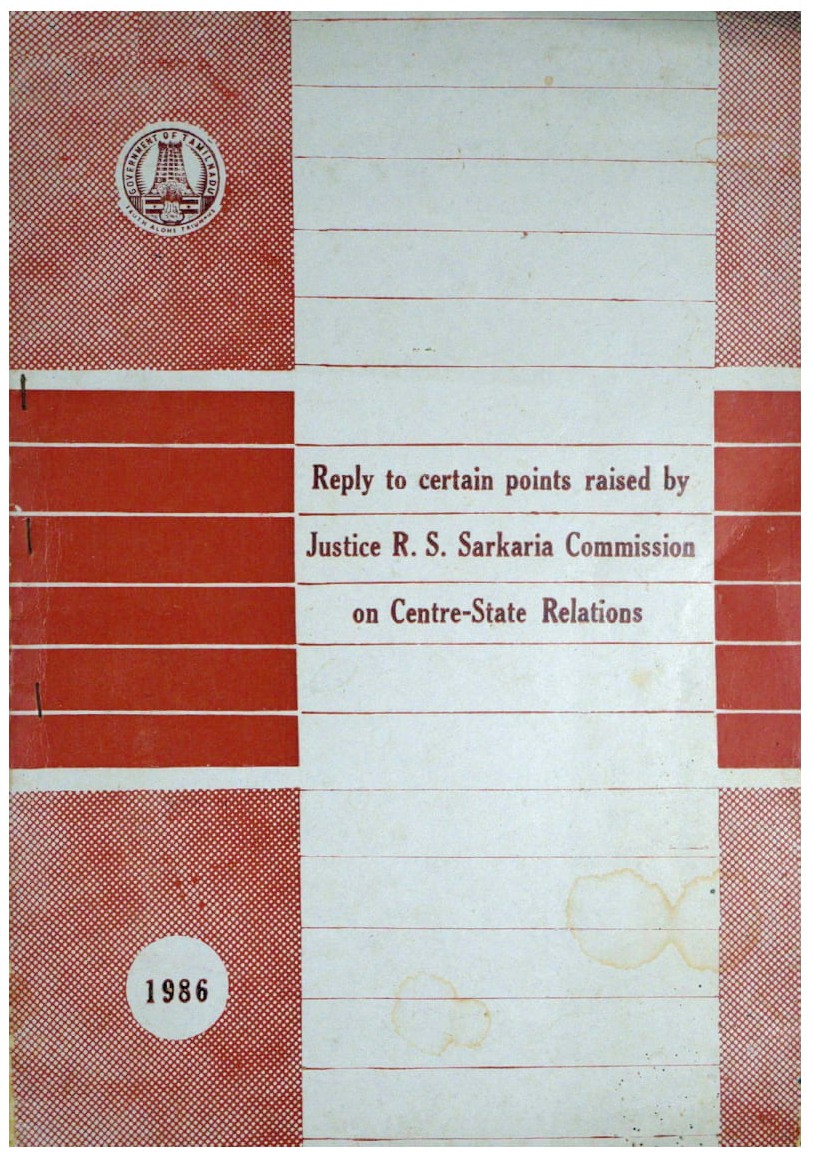 GOVERNMENT OF TAMILNADU
TRUTH ALONE TRIUMPHS
Reply to certain points raised by
Justice R. S. Sarkaria Commission
on Centre-State Relations
1986